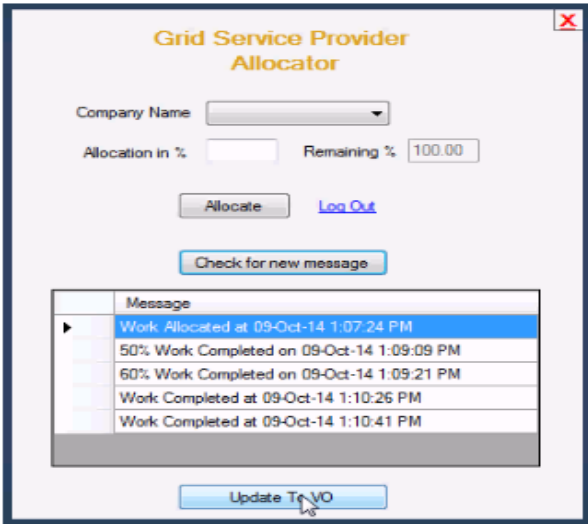 X
Grid Service Provider
Allocator
Company Name
Allocation in % Remaining % 100.00
Allocate Log Out
Check for new message
Message
Work Allocated at 09-Oct-14 1:07:24 PM
50% Work Completed on 09-Oct-14 1:09:09 PM
60% Work Completed on 09-Oct-14 1:09:21 PM
Work Completed at 09-Oct-14 1:10:26 PM
Work Completed at 09-Oct-14 1:10:41 PM
Update To VO